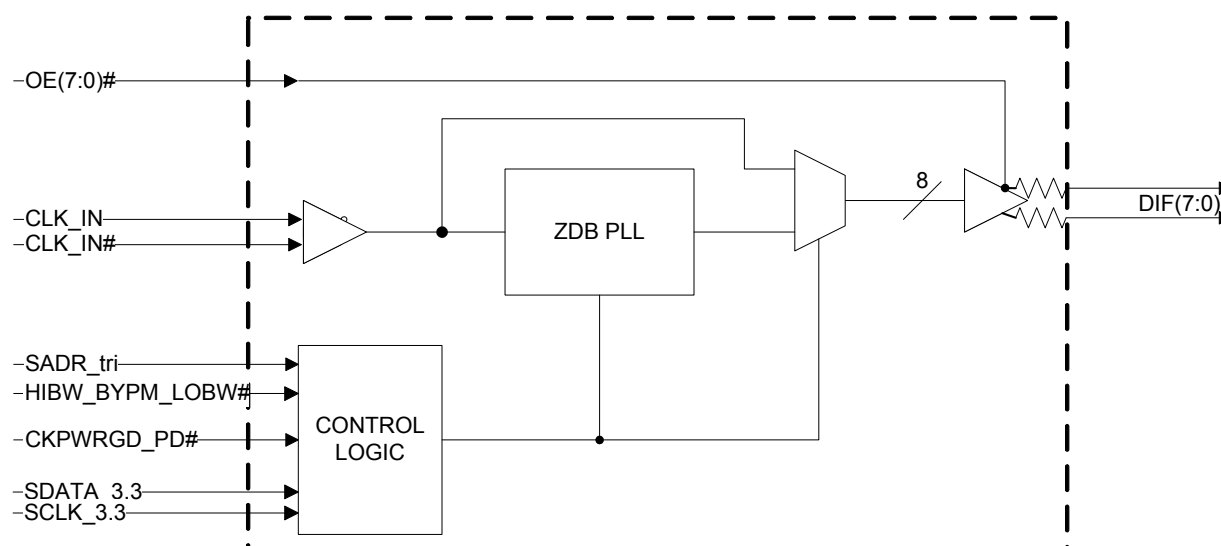 OE(7:0)#
8
DIF(7:0)
CLK_IN
CLK_IN#
ZDB PLL
SADR_tri
HIBW_BYPM_LOBW#
CKPWRGD_PD#
CONTROL
LOGIC
SDATA_3.3
SCLK_3.3